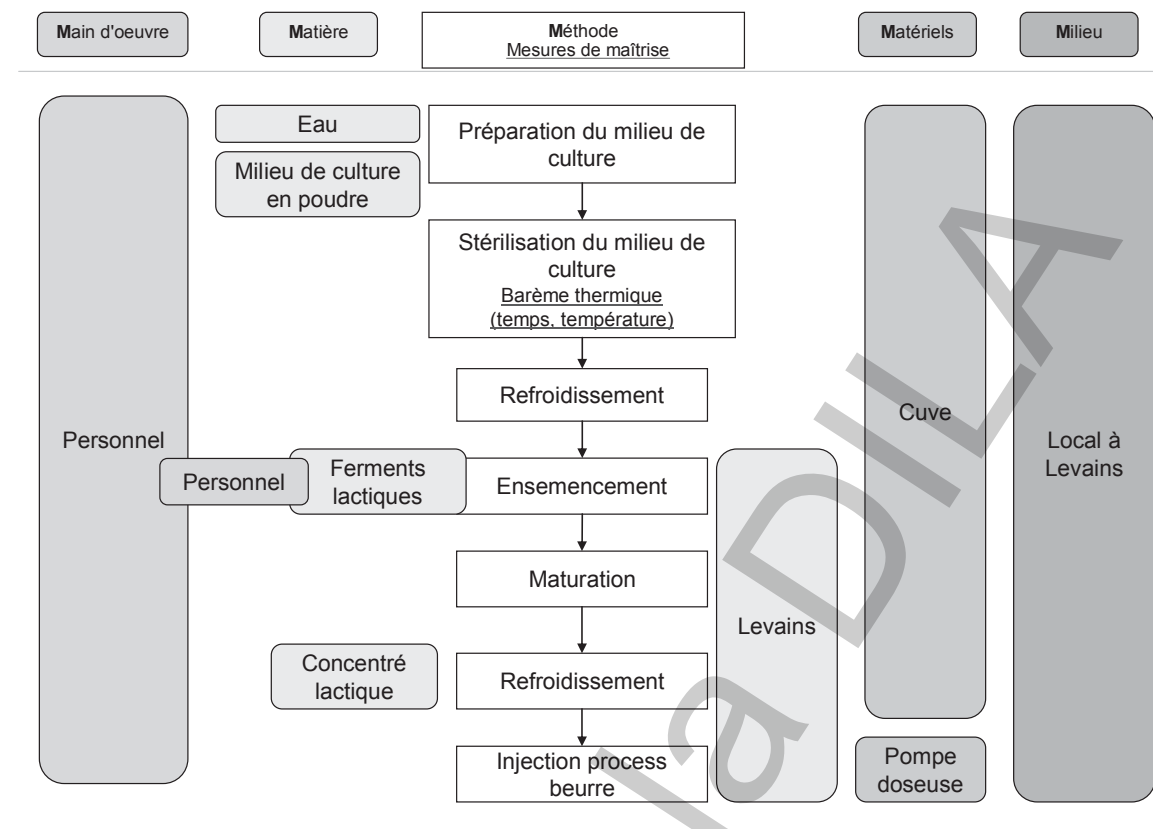 Main d'oeuvre
Matière
Méthode
Mesures de maîtrise
Matériels
Milieu
Eau
Milieu de culture
en poudre
Préparation du milieu de
culture
Stérilisation du milieu de
culture
Barème thermique
(temps, température)
Refroidissement
Personnel
Personnel
Ferments
lactiques
Ensemencement
Cuve
Local à
Levains
Maturation
Levains
Concentré
lactique
Refroidissement
Injection process
beurre
Pompe
doseuse
la DILA